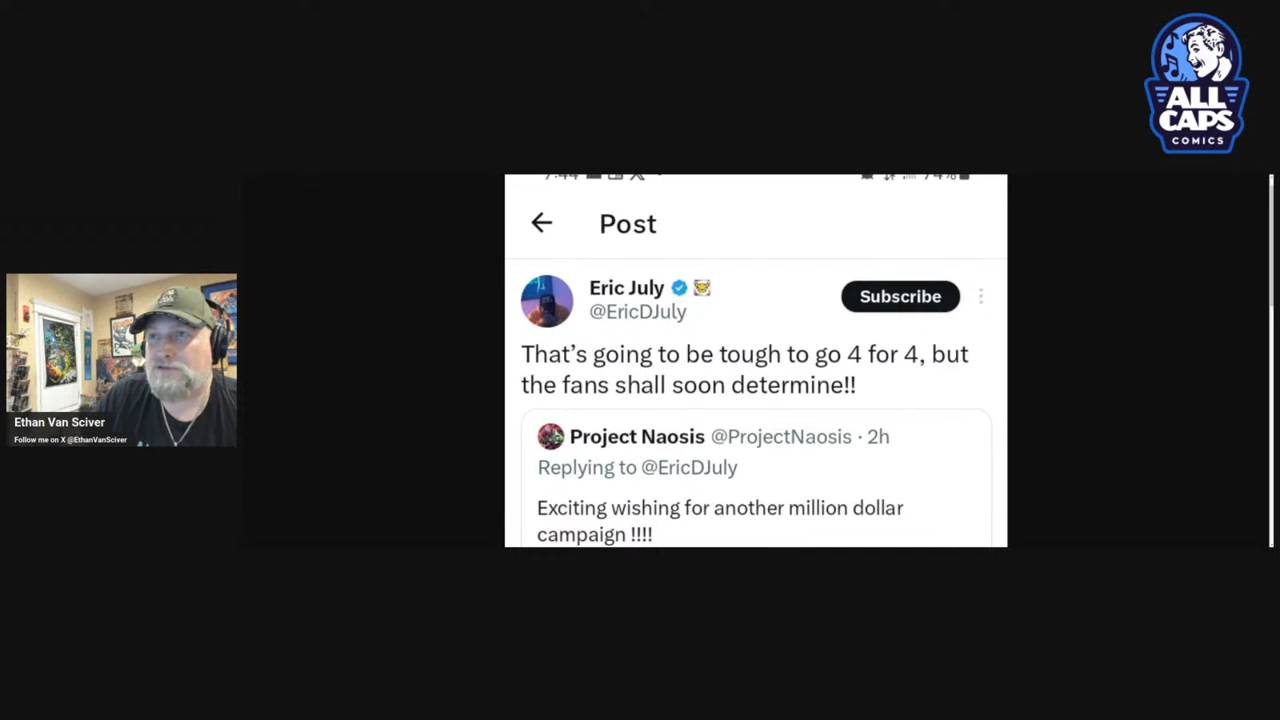 ALL
CAPS
COMICS
Post
Eric July
@EricDJuly
Subscribe
That’s going to be tough to go 4 for 4, but
the fans shall soon determine!!
Project Naosis @ProjectNaosis · 2h
Replying to @EricDJuly
Exciting wishing for another million dollar
campaign !!!!
Ethan Van Sciver
Follow me on X @EthanVanSciver